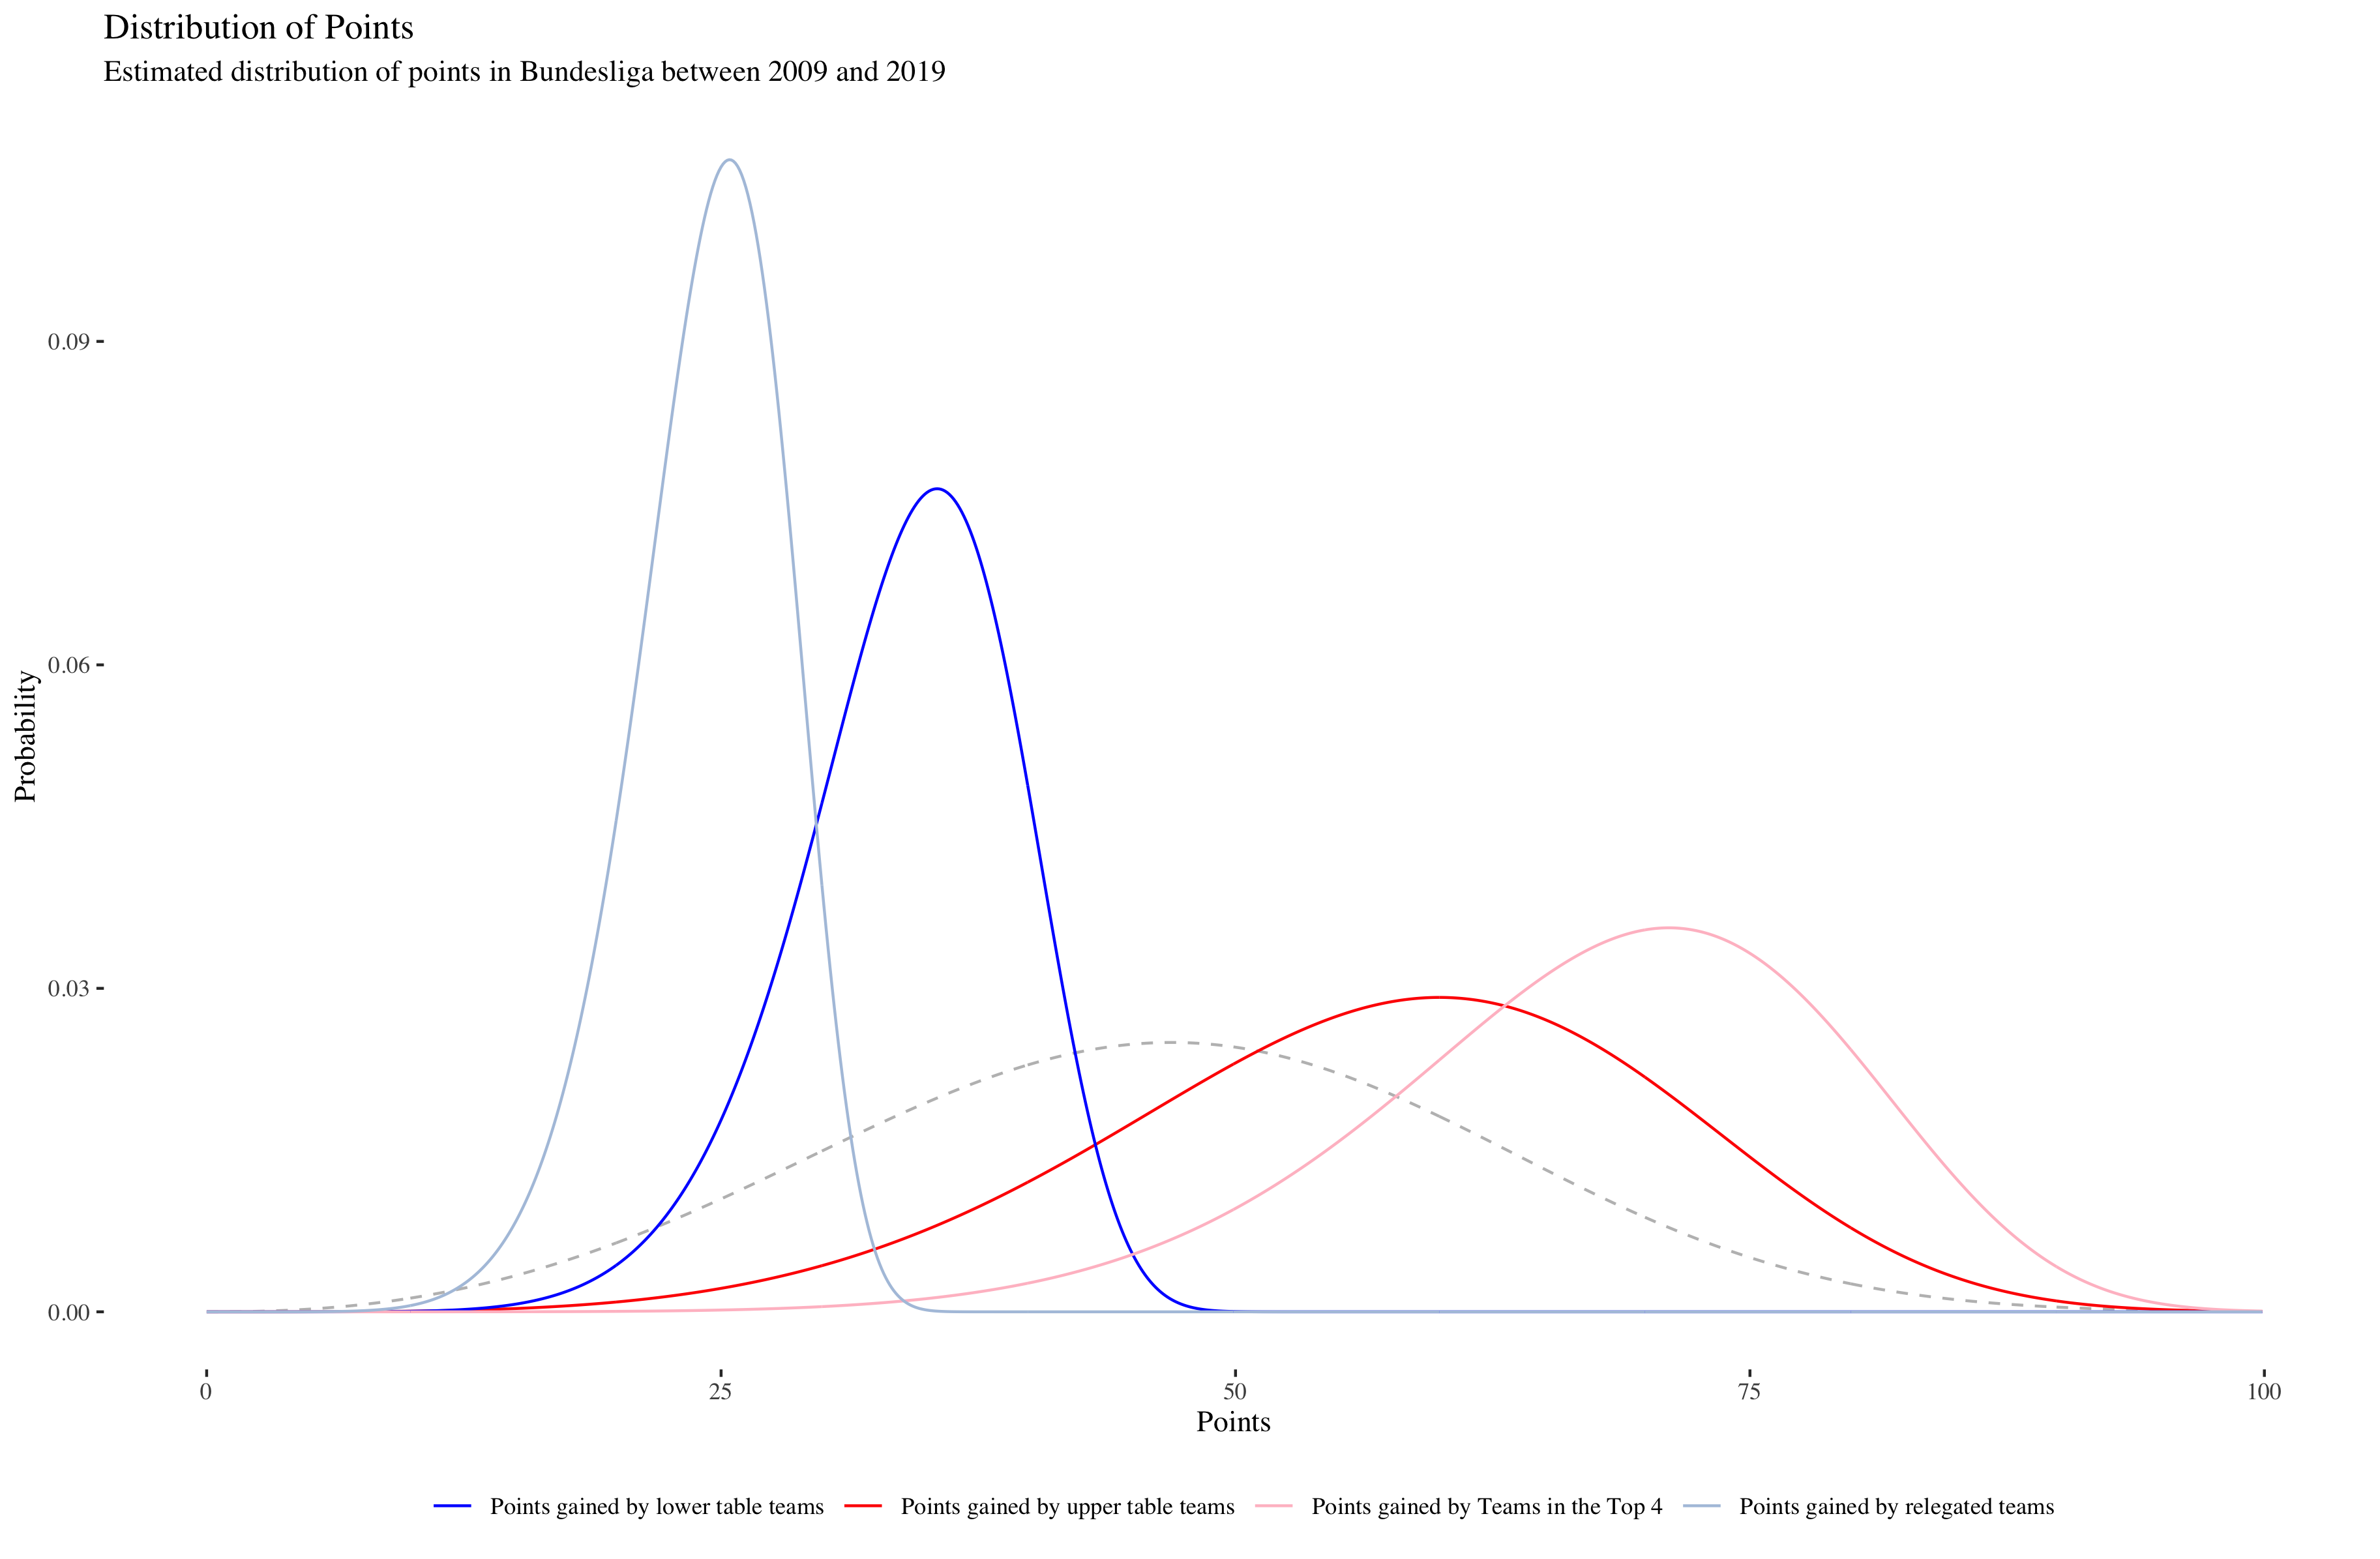 Distribution of Points
Estimated distribution of points in Bundesliga between 2009 and 2019
Probability
0.09
0.06
0.03
0.00
0 25 50 75 100
Points
Points gained by lower table teams Points gained by upper table teams Points gained by Teams in the Top 4 Points gained by relegated teams